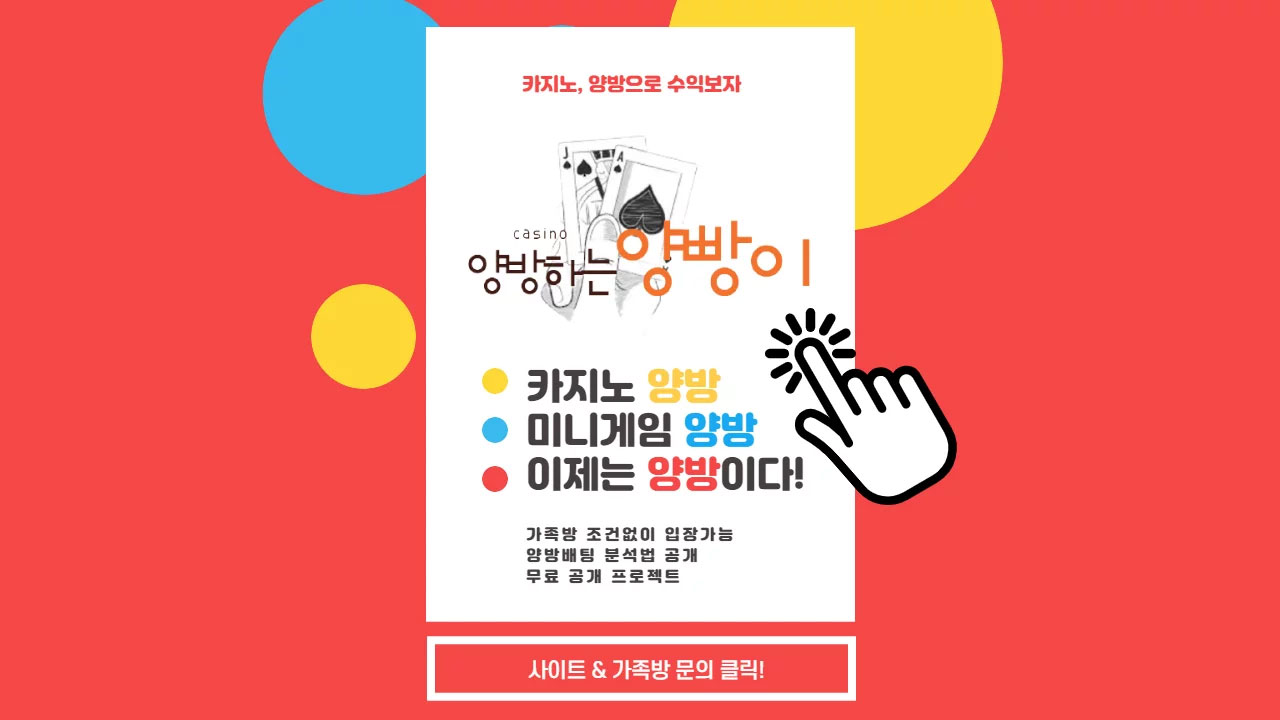 카지노, 양방으로 수익보자
J
A
casino
양방하는 양빵이
카지노 양방
미니게임 양방
이제는 양방이다!
가족방 조건없이 입장가능
양방배팅 분석법 공개
무료 공개 프로젝트
사이트 & 가족방 문의 클릭!